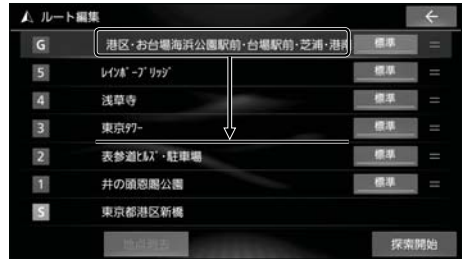 ルート編集
G 港区・お台場海浜公園駅前・台場駅前・芝浦・港南 標準
5 レインボーブリッジ
4 浅草寺 標準
3 東京タワー 標準
2 表参道ヒルズ・駐車場 標準
1 井の頭恩賜公園 標準
S 東京都港区新橋
地点消去 探索開始